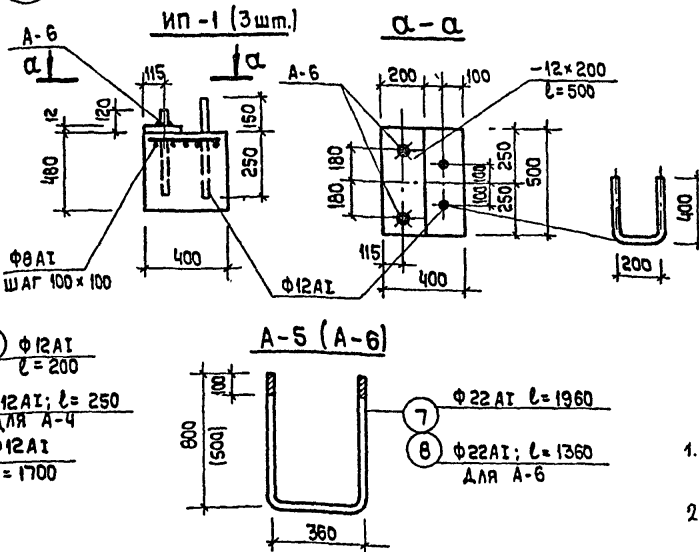 ИП-1 (3шт.)
а-а
А-6
а
а
115
12
120
150
480
250
400
Ф8АI
ШАГ 100×100
Ф12АI
А-6
200
100
-12×200
ℓ=500
180
180
100
100
250
250
500
115
400
400
200
А-5 (А-6)
Ф12АI
ℓ=200
12АI; ℓ=250
ДЛЯ А-4
Ф12АI
=1700
100
800
(500)
360
7
Ф22АI ℓ=1960
8
Ф22АI; ℓ=1360
ДЛЯ А-6
1.
2